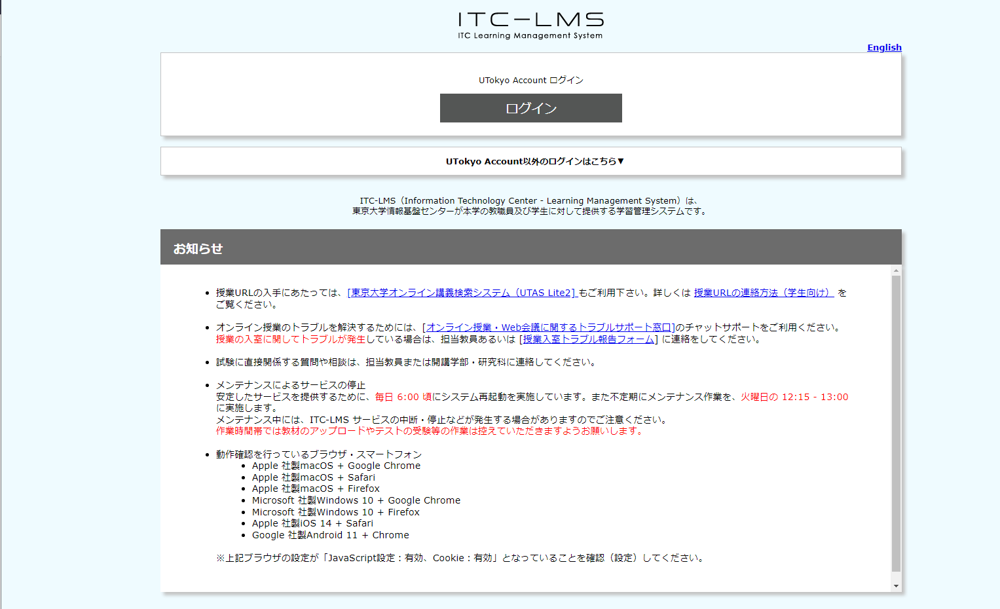 ITC-LMS
ITC Learning Management System
English
UTokyo Account ログイン
ログイン
UTokyo Account以外のログインはこちら▼
ITC-LMS（Information Technology Center - Learning Management System）は、
東京大学情報基盤センターが本学の教職員及び学生に対して提供する学習管理システムです。
お知らせ
• 授業URLの入手にあたっては、[東京大学オンライン講義検索システム（UTAS Lite2] もご利用下さい。詳しくは 授業URLの連絡方法（学生向け） を
ご覧ください。
• オンライン授業のトラブルを解決するためには、[オンライン授業・Web会議に関するトラブルサポート窓口]のチャットサポートをご利用ください。
授業の入室に関してトラブルが発生している場合は、担当教員あるいは [授業入室トラブル報告フォーム] に連絡をしてください。
• 試験に直接関係する質問や相談は、担当教員または開講学部・研究科に連絡してください。
• メンテナンスによるサービスの停止
安定したサービスを提供するために、毎日 6:00 頃にシステム再起動を実施しています。また不定期にメンテナンス作業を、火曜日の 12:15 - 13:00
に実施します。
メンテナンス中には、ITC-LMS サービスの中断・停止などが発生する場合がありますのでご注意ください。
作業時間帯では教材のアップロードやテストの受験等の作業は控えていただきますようお願いします。
• 動作確認を行っているブラウザ・スマートフォン
• Apple 社製macOS + Google Chrome
• Apple 社製macOS + Safari
• Apple 社製macOS + Firefox
• Microsoft 社製Windows 10 + Google Chrome
• Microsoft 社製Windows 10 + Firefox
• Apple 社製iOS 14 + Safari
• Google 社製Android 11 + Chrome
※上記ブラウザの設定が「JavaScript設定：有効、Cookie：有効」となっていることを確認（設定）してください。